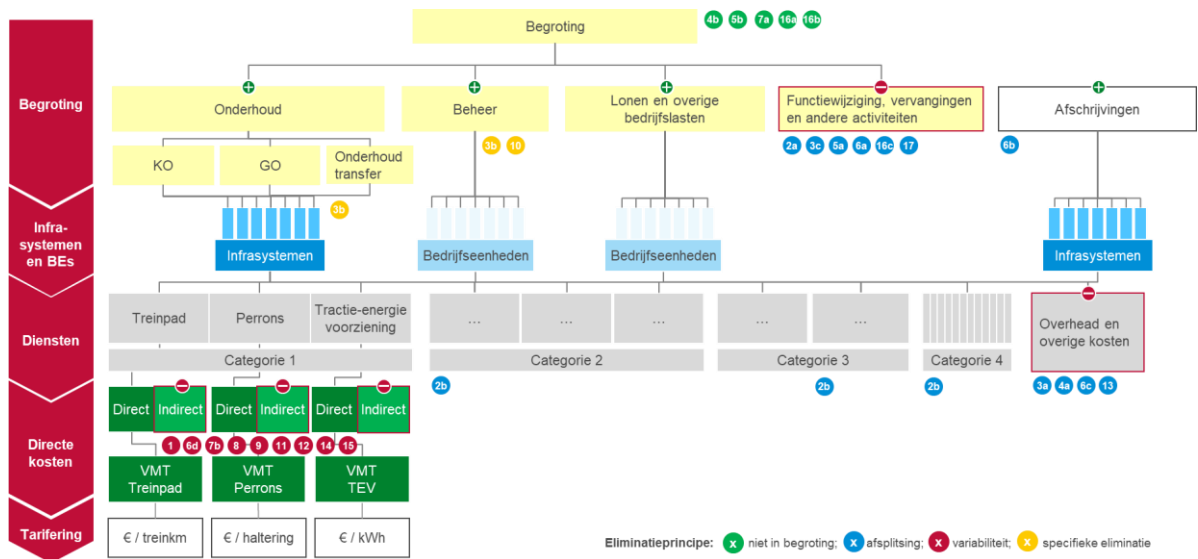 Begroting
4b 5b 7a 16a 16b
Begroting
+ + + − +
Onderhoud
Beheer
Lonen en overige
bedrijfslasten
Functiewijziging, vervangingen
en andere activiteiten
Afschrijvingen
3b 10
2a 3c 5a 6a 16c 17
6b
KO
GO
Onderhoud
transfer
3b
Infra-
systemen
en BEs
Infrasystemen
Bedrijfseenheden
Bedrijfseenheden
Infrasystemen
Diensten
Treinpad
Perrons
Tractie-energie
voorziening
...
...
...
...
...
−
Overhead en
overige kosten
Categorie 1
Categorie 2
Categorie 3
Categorie 4
2b
2b
2b
3a 4a 6c 13
Directe
kosten
− − −
Direct Indirect Direct Indirect Direct Indirect
1 6d 7b 8 9 11 12 14 15
VMT
Treinpad
VMT
Perrons
VMT
TEV
Tarifering
€ / treinkm
€ / haltering
€ / kWh
Eliminatieprincipe: x niet in begroting; x afsplitsing; x variabiliteit; x specifieke eliminatie